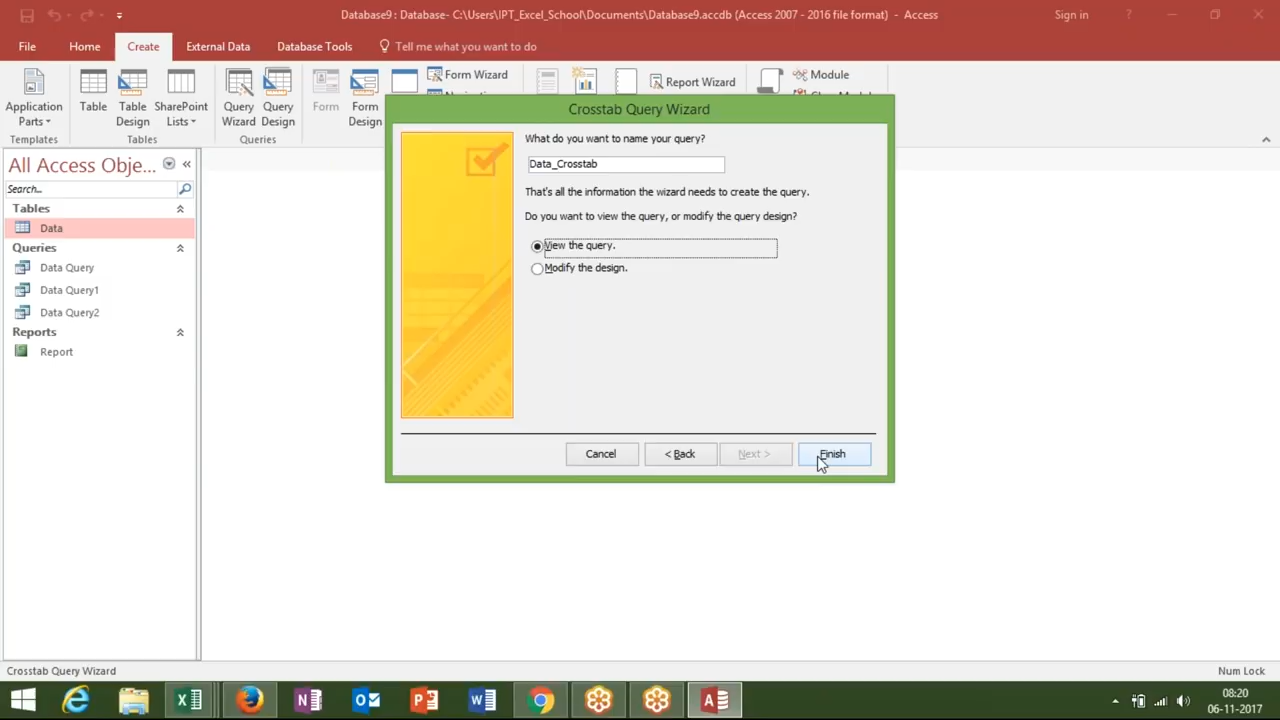 Database9 : Database- C:\Users\IPT_Excel_School\Documents\Database9.accdb (Access 2007 - 2016 file format) - Access
Sign in
?
File
Home
Create
External Data
Database Tools
Tell me what you want to do
Application Parts
Table
Table Design
SharePoint Lists
Query Wizard
Query Design
Form
Form Design
Form Wizard
Report Wizard
Module
Templates
Tables
Queries
Crosstab Query Wizard
All Access Obje...
Search...
Tables
Data
Queries
Data Query
Data Query1
Data Query2
Reports
Report
What do you want to name your query?
Data_Crosstab
That's all the information the wizard needs to create the query.
Do you want to view the query, or modify the query design?
View the query.
Modify the design.
Cancel
< Back
Next >
Finish
Crosstab Query Wizard
Num Lock
08:20
06-11-2017